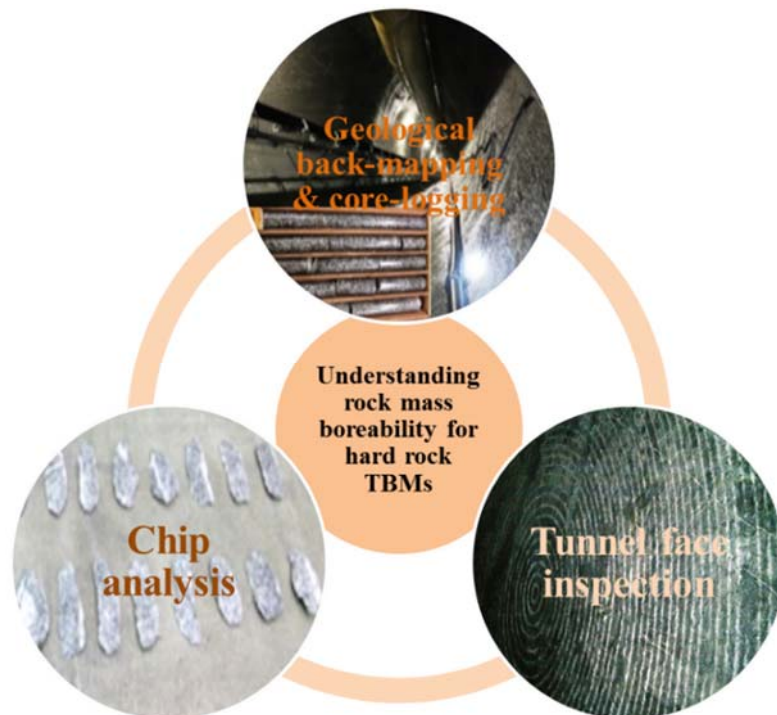 Geological
back-mapping
& core-logging
Understanding
rock mass
boreability for
hard rock
TBMs
Chip
analysis
Tunnel face
inspection